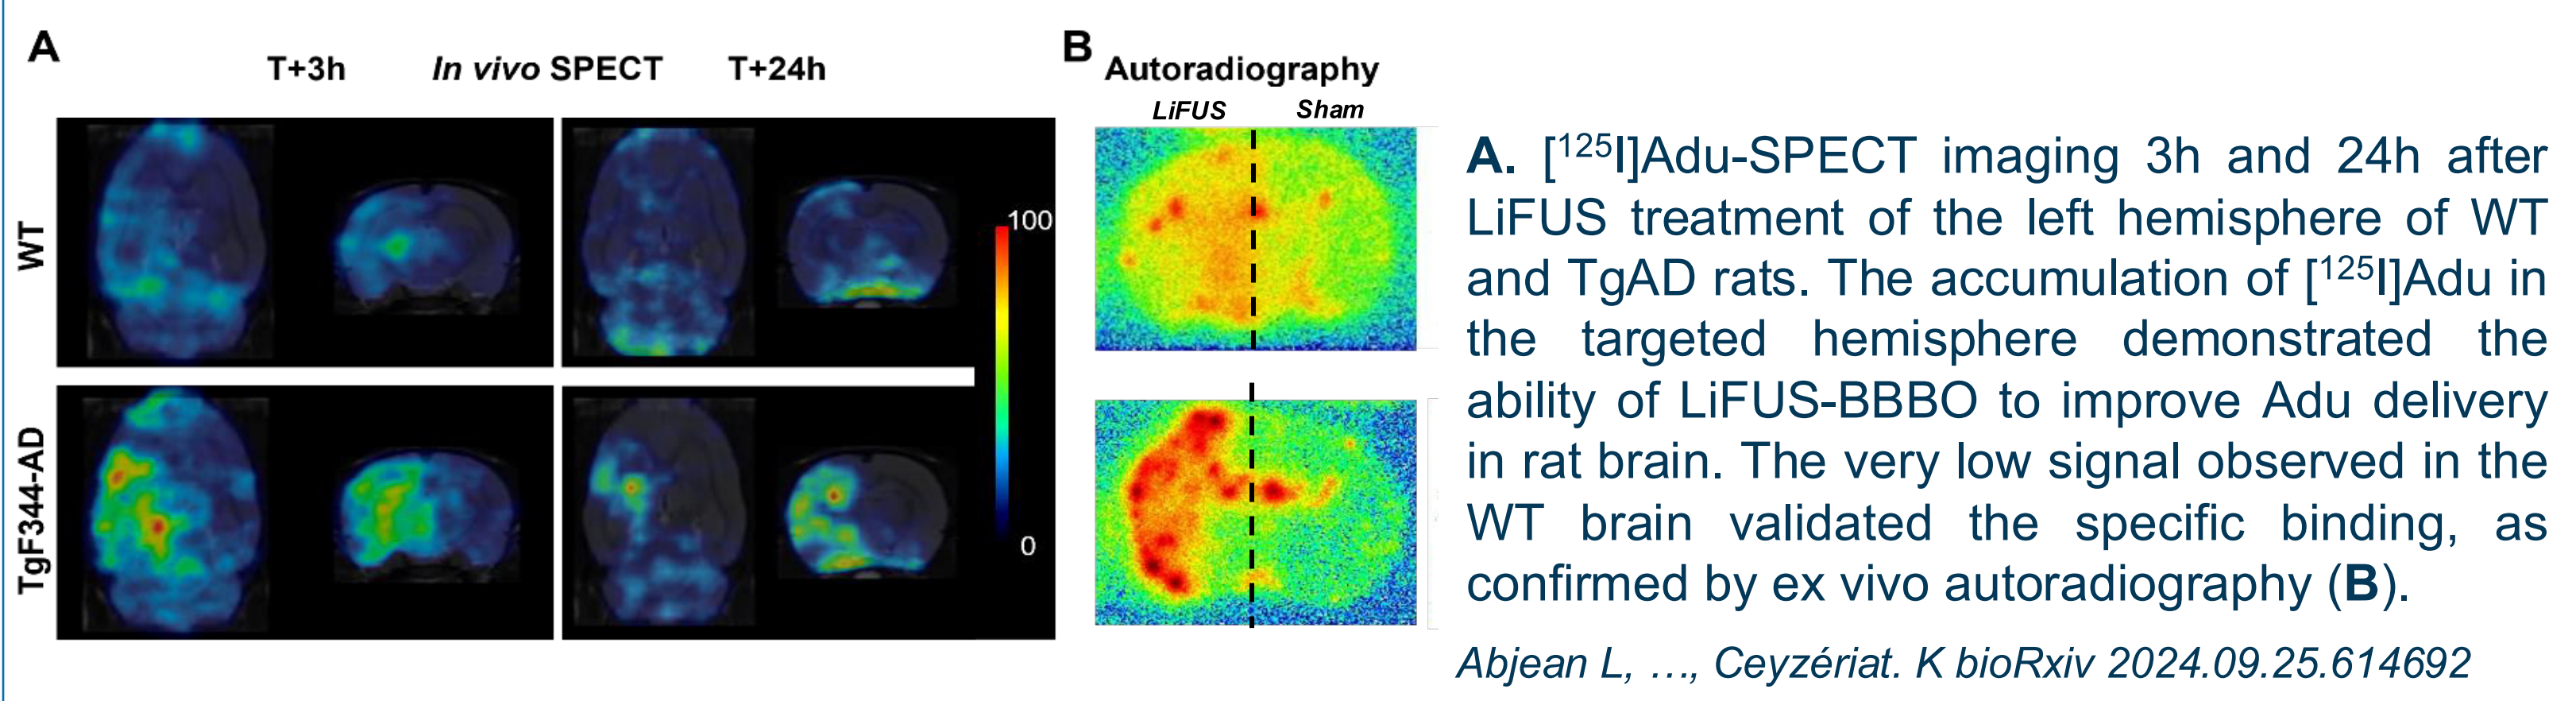 A
T+3h In vivo SPECT T+24h
WT
TgF344-AD
100
0
B
Autoradiography
LiFUS Sham
A. [¹²⁵I]Adu-SPECT imaging 3h and 24h after
LiFUS treatment of the left hemisphere of WT
and TgAD rats. The accumulation of [¹²⁵I]Adu in
the targeted hemisphere demonstrated the
ability of LiFUS-BBBO to improve Adu delivery
in rat brain. The very low signal observed in the
WT brain validated the specific binding, as
confirmed by ex vivo autoradiography (B).
Abjean L, …, Ceyzériat. K bioRxiv 2024.09.25.614692